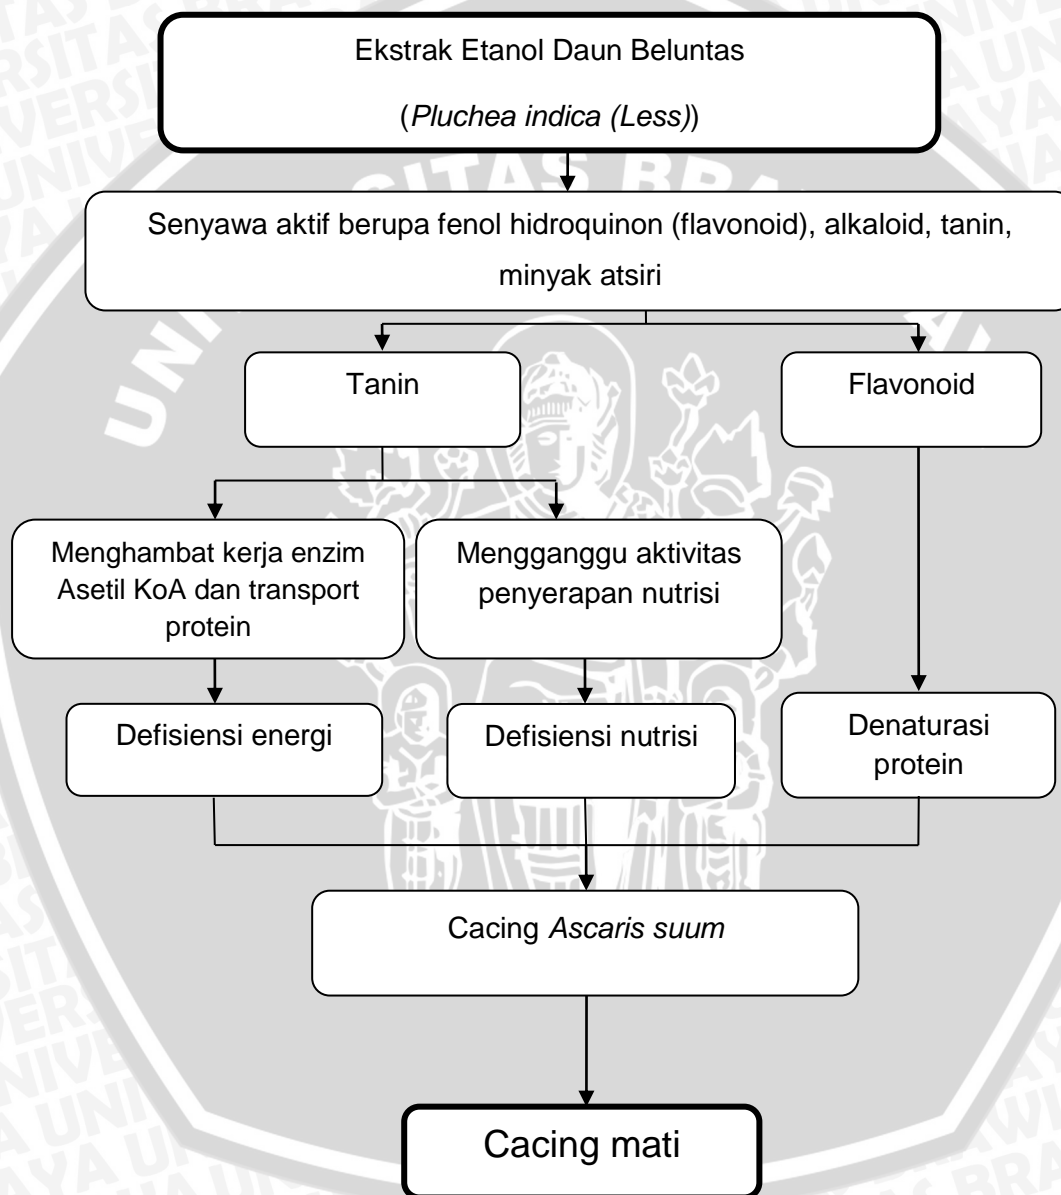 Ekstrak Etanol Daun Beluntas
(Pluchea indica (Less))
Senyawa aktif berupa fenol hidroquinon (flavonoid), alkaloid, tanin,
minyak atsiri
Tanin
Flavonoid
Menghambat kerja enzim
Asetil KoA dan transport
protein
Mengganggu aktivitas
penyerapan nutrisi
Defisiensi energi
Defisiensi nutrisi
Denaturasi
protein
Cacing Ascaris suum
Cacing mati